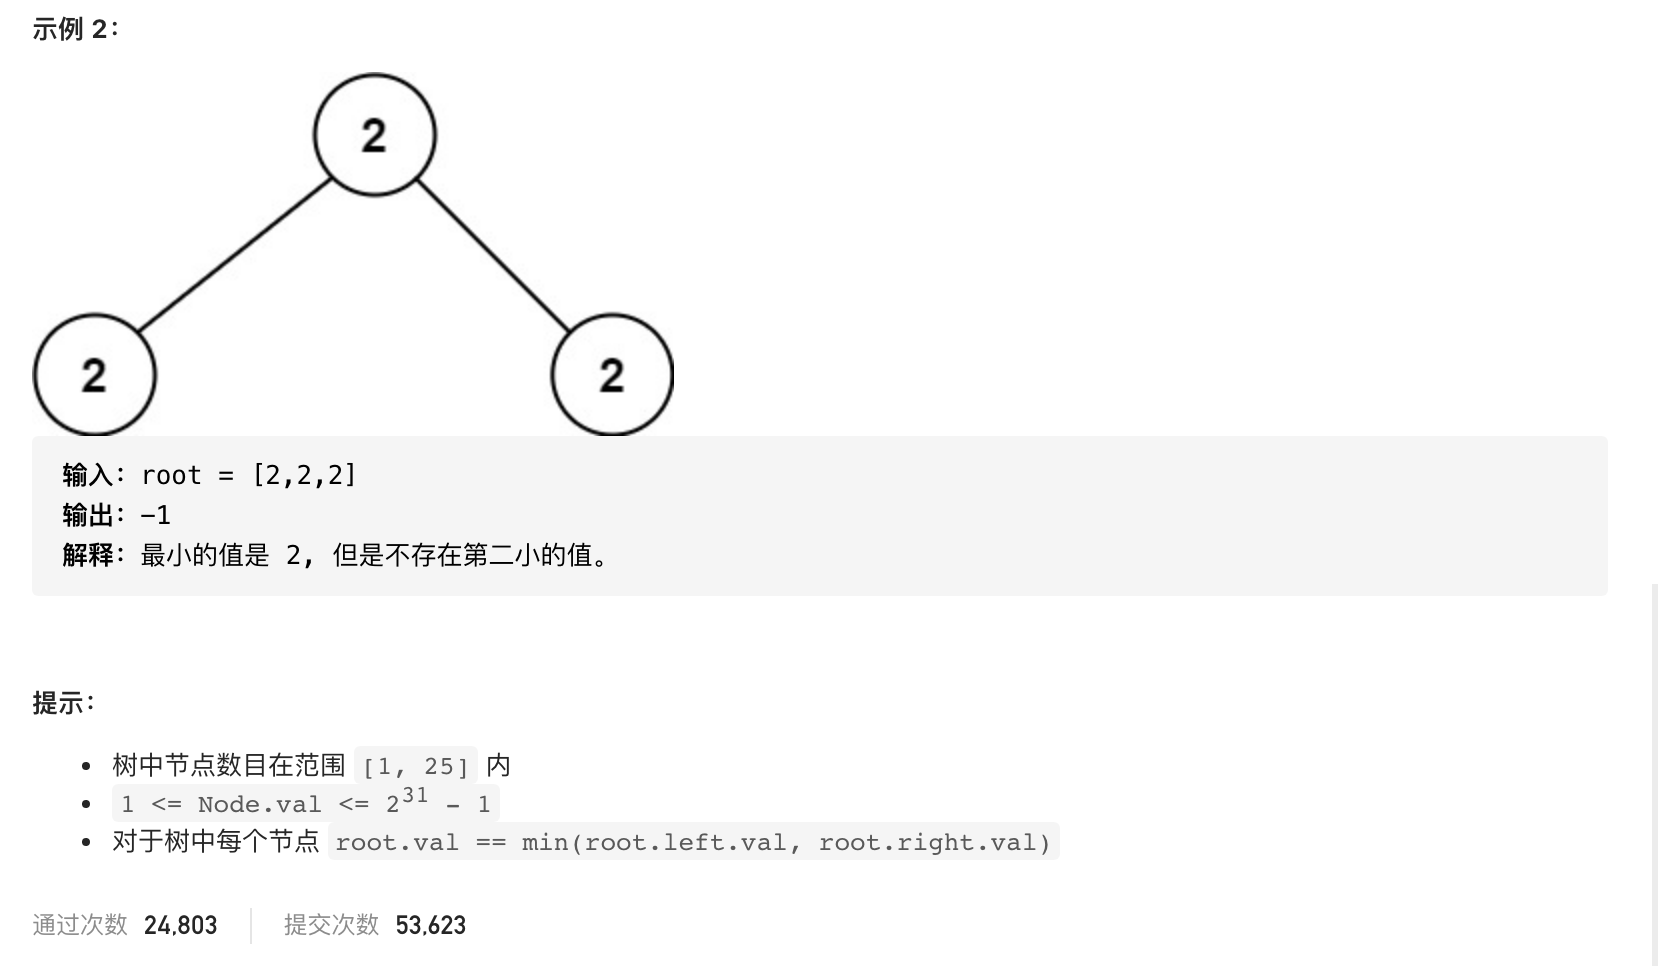 示例 2：
2
2
2
输入：root = [2,2,2]
输出：-1
解释：最小的值是 2, 但是不存在第二小的值。
提示：
• 树中节点数目在范围 [1, 25] 内
• 1 <= Node.val <= 2³¹ - 1
• 对于树中每个节点 root.val == min(root.left.val, root.right.val)
通过次数 24,803 提交次数 53,623